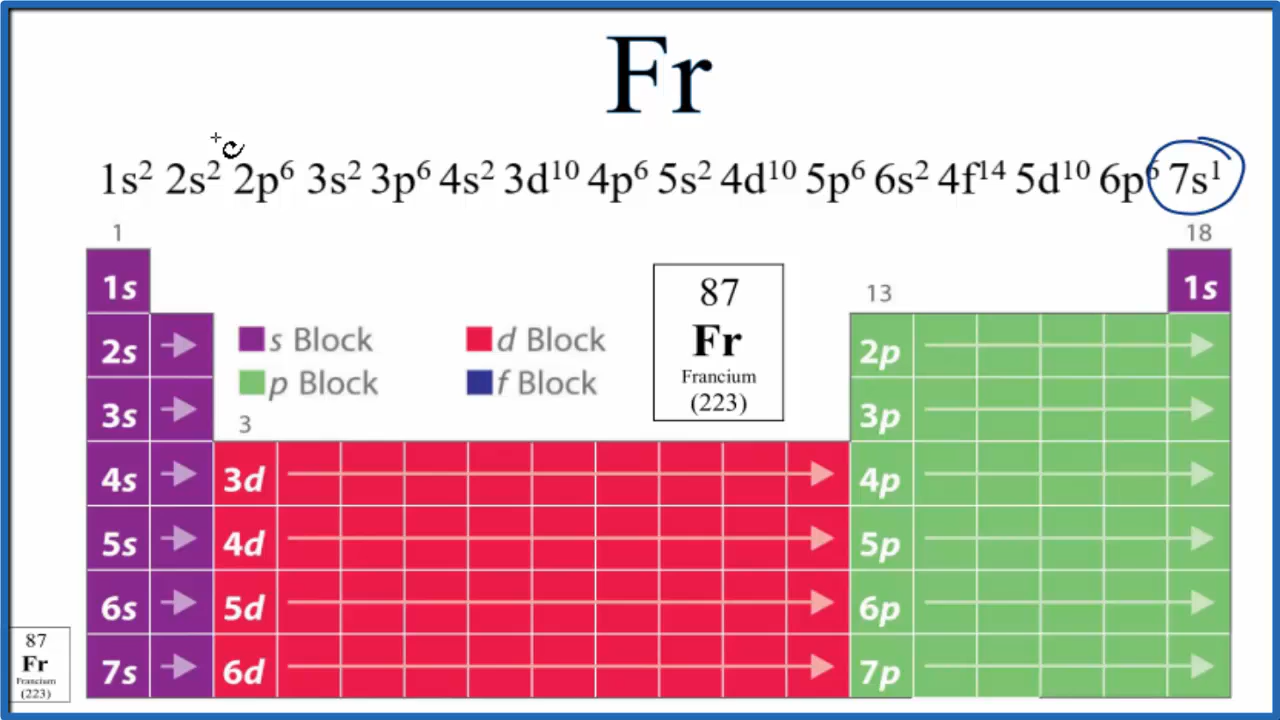 Fr
1s² 2s² 2p⁶ 3s² 3p⁶ 4s² 3d¹⁰ 4p⁶ 5s² 4d¹⁰ 5p⁶ 6s² 4f¹⁴ 5d¹⁰ 6p⁶ 7s¹
1 18
1s 1s
87
Fr
Francium
(223)
13
2s 2p
s Block d Block
p Block f Block
3s 3p
3
4s 3d 4p
5s 4d 5p
6s 5d 6p
7s 6d 7p
87
Fr
Francium
(223)